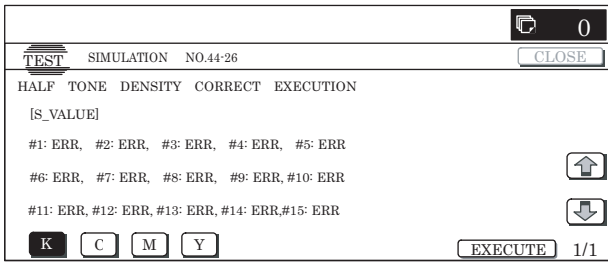 0
TEST SIMULATION NO.44-26 CLOSE
HALF TONE DENSITY CORRECT EXECUTION
[S_VALUE]
#1: ERR, #2: ERR, #3: ERR, #4: ERR, #5: ERR
#6: ERR, #7: ERR, #8: ERR, #9: ERR, #10: ERR
#11: ERR, #12: ERR, #13: ERR, #14: ERR,#15: ERR
K C M Y EXECUTE 1/1